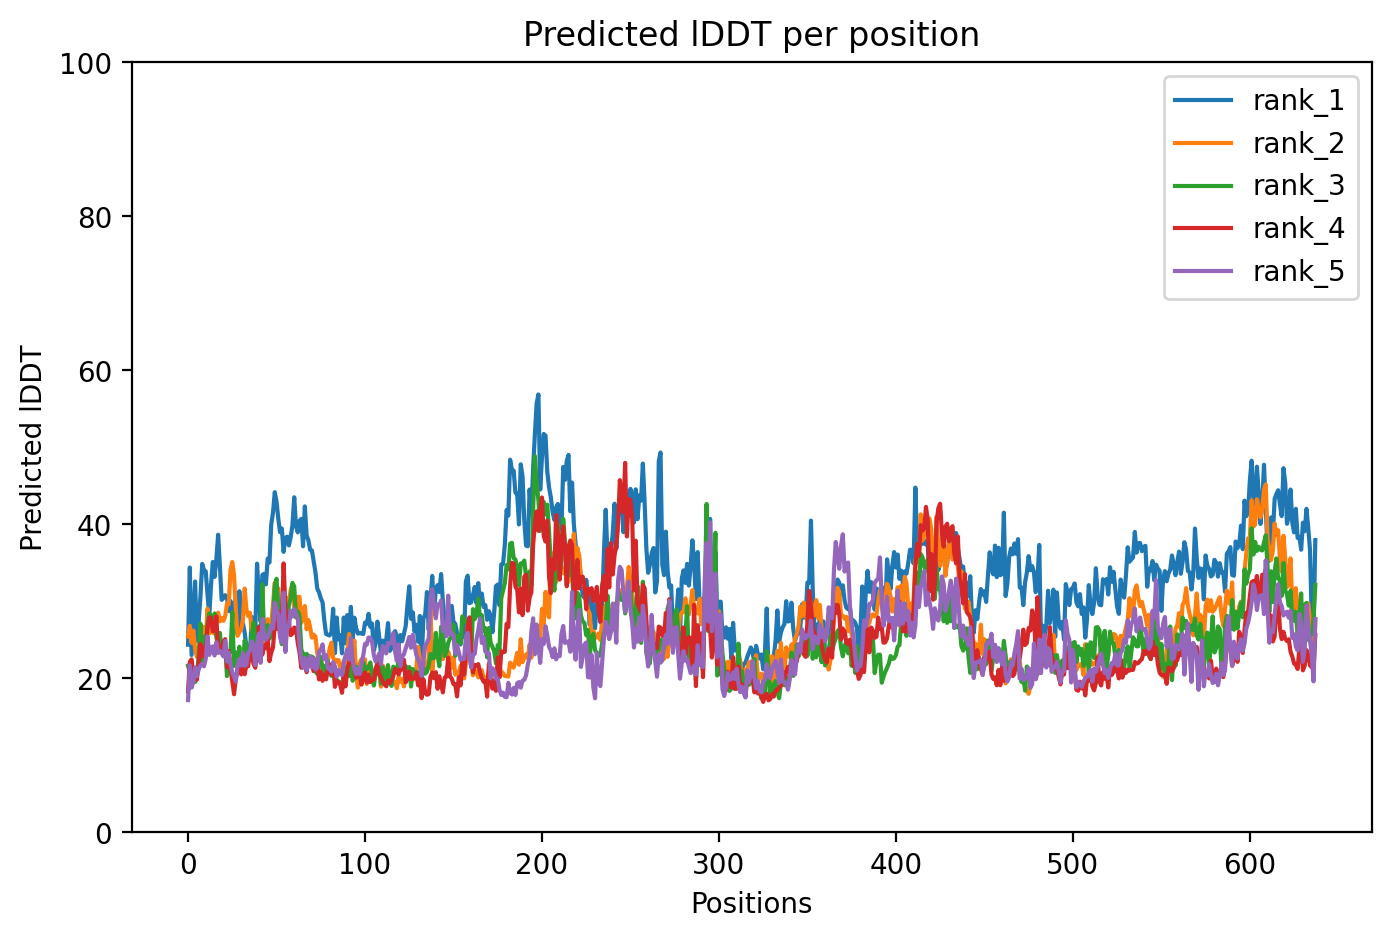 Predicted lDDT per position
100
80
60
40
20
0
Predicted lDDT
rank_1
rank_2
rank_3
rank_4
rank_5
0 100 200 300 400 500 600
Positions